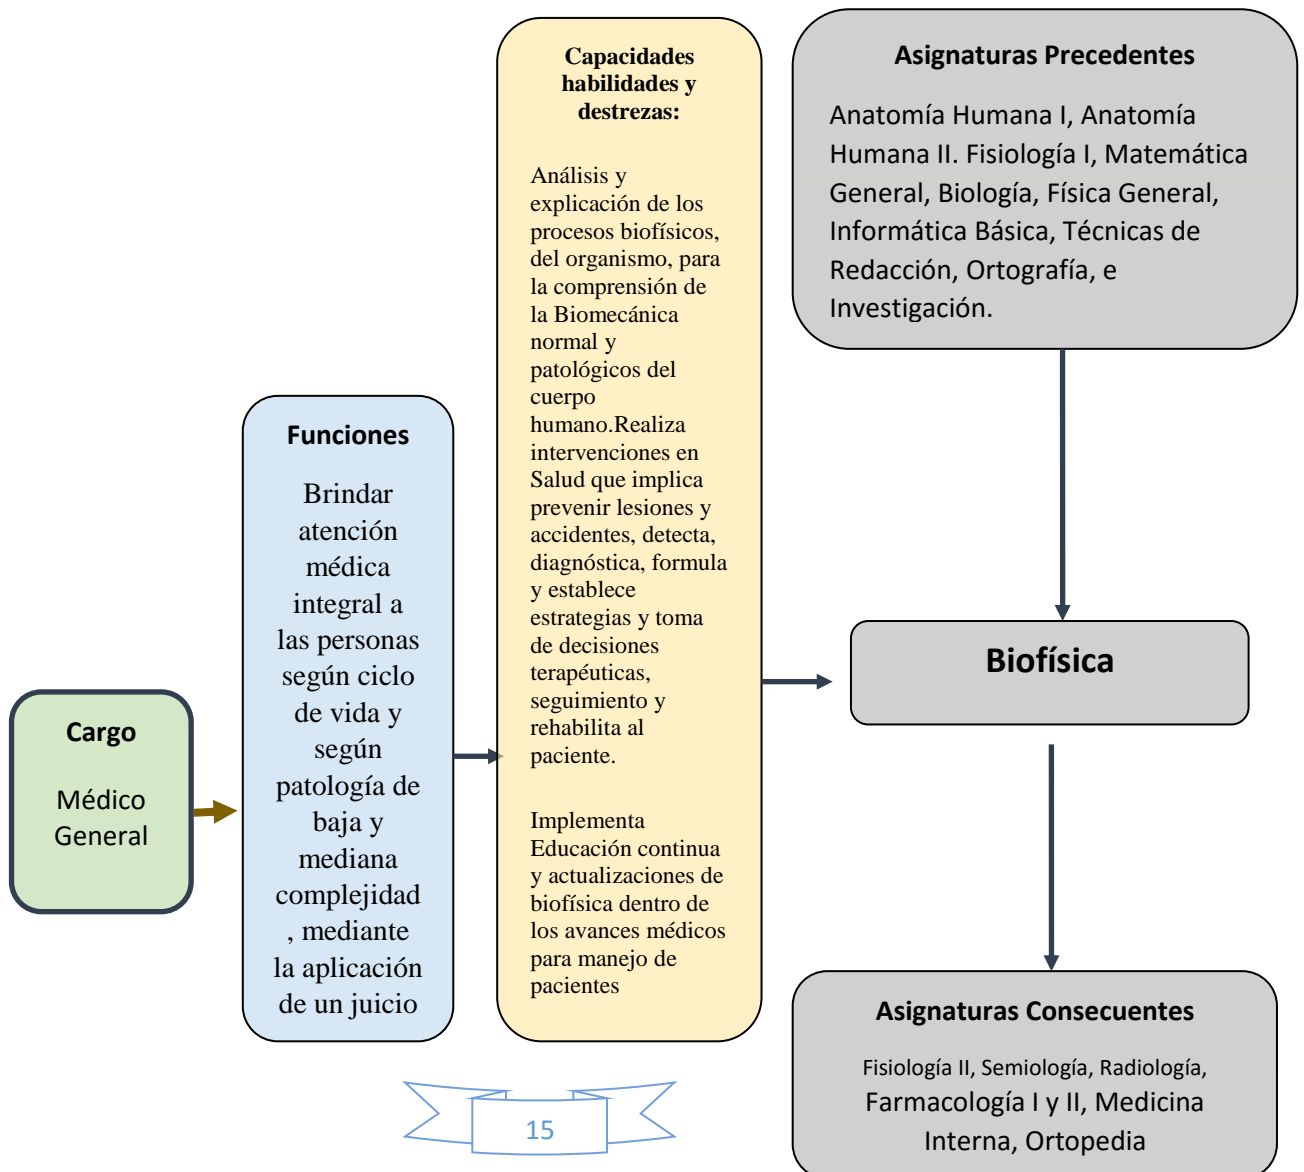 Cargo
Médico
General
Funciones
Brindar
atención
médica
integral a
las personas
según ciclo
de vida y
según
patología de
baja y
mediana
complejidad
, mediante
la aplicación
de un juicio
Capacidades
habilidades y
destrezas:
Análisis y
explicación de los
procesos biofísicos,
del organismo, para
la comprensión de
la Biomecánica
normal y
patológicos del
cuerpo
humano.Realiza
intervenciones en
Salud que implica
prevenir lesiones y
accidentes, detecta,
diagnóstica, formula
y establece
estrategias y toma
de decisiones
terapéuticas,
seguimiento y
rehabilita al
paciente.
Implementa
Educación continua
y actualizaciones de
biofísica dentro de
los avances médicos
para manejo de
pacientes
Asignaturas Precedentes
Anatomía Humana I, Anatomía
Humana II. Fisiología I, Matemática
General, Biología, Física General,
Informática Básica, Técnicas de
Redacción, Ortografía, e
Investigación.
Biofísica
Asignaturas Consecuentes
Fisiología II, Semiología, Radiología,
Farmacología I y II, Medicina
Interna, Ortopedia
15